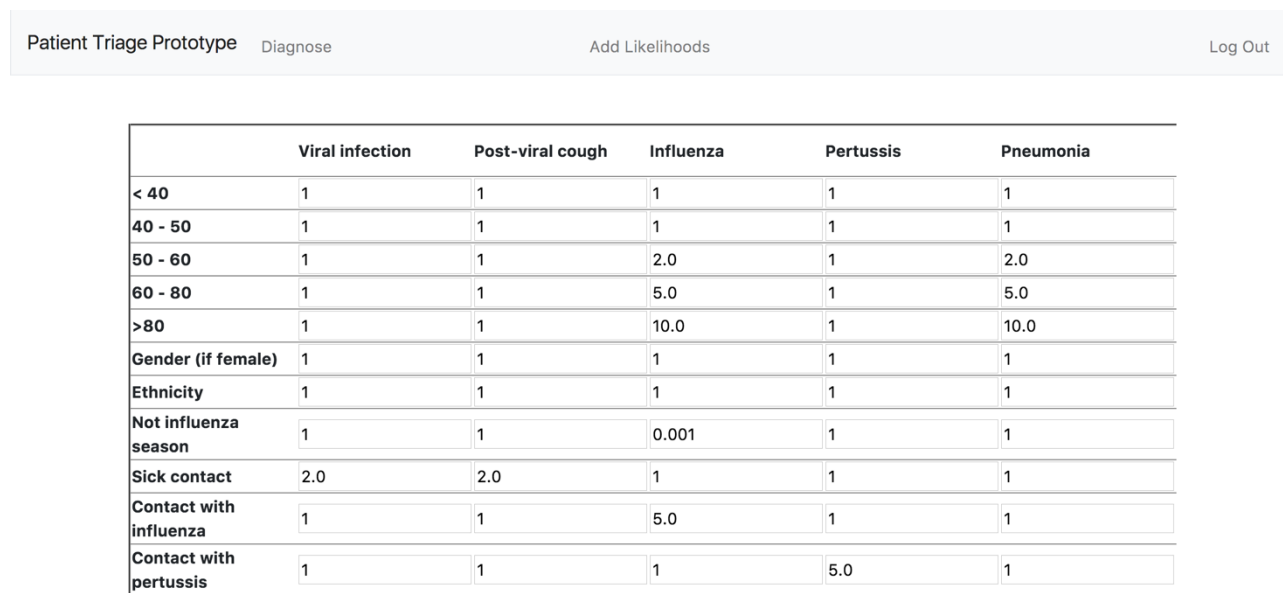 Patient Triage Prototype Diagnose Add Likelihoods Log Out
Viral infection Post-viral cough Influenza Pertussis Pneumonia
< 40 1 1 1 1 1
40 - 50 1 1 1 1 1
50 - 60 1 1 2.0 1 2.0
60 - 80 1 1 5.0 1 5.0
>80 1 1 10.0 1 10.0
Gender (if female) 1 1 1 1 1
Ethnicity 1 1 1 1 1
Not influenza
season 1 1 0.001 1 1
Sick contact 2.0 2.0 1 1 1
Contact with
influenza 1 1 5.0 1 1
Contact with
pertussis 1 1 1 5.0 1